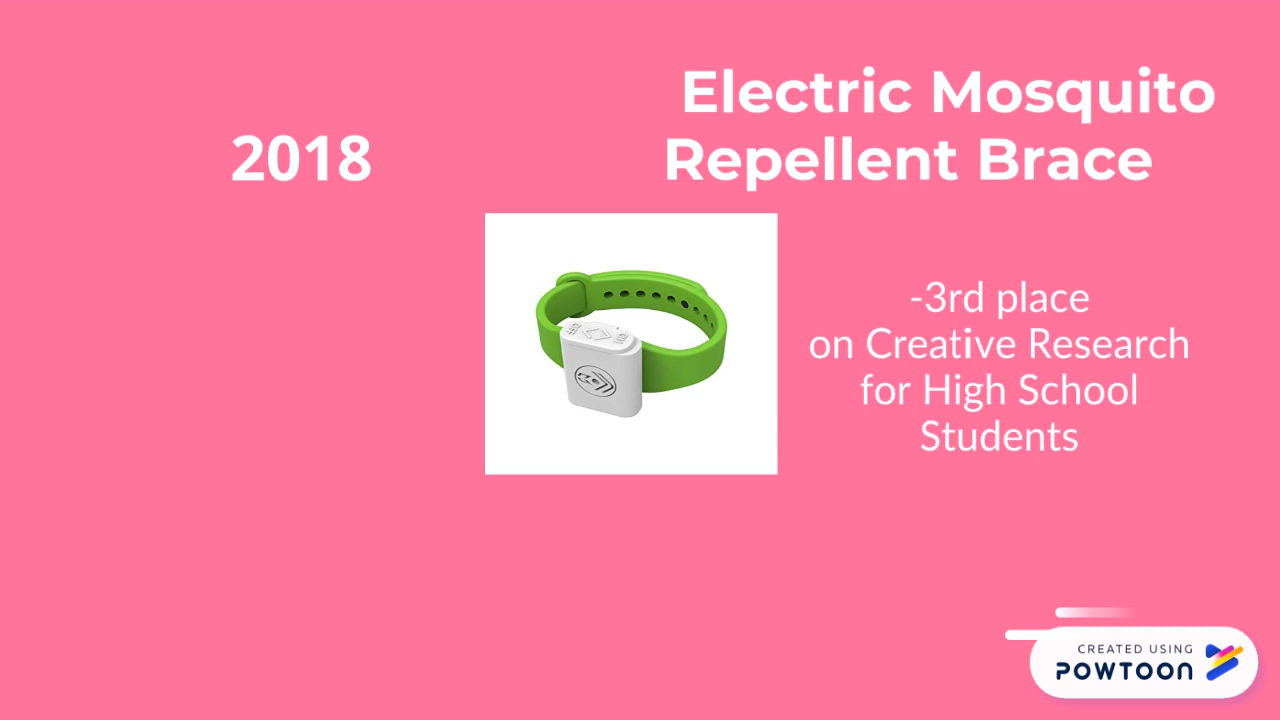 2018
Electric Mosquito
Repellent Brace
-3rd place
on Creative Research
for High School
Students
CREATED USING
POWTOON